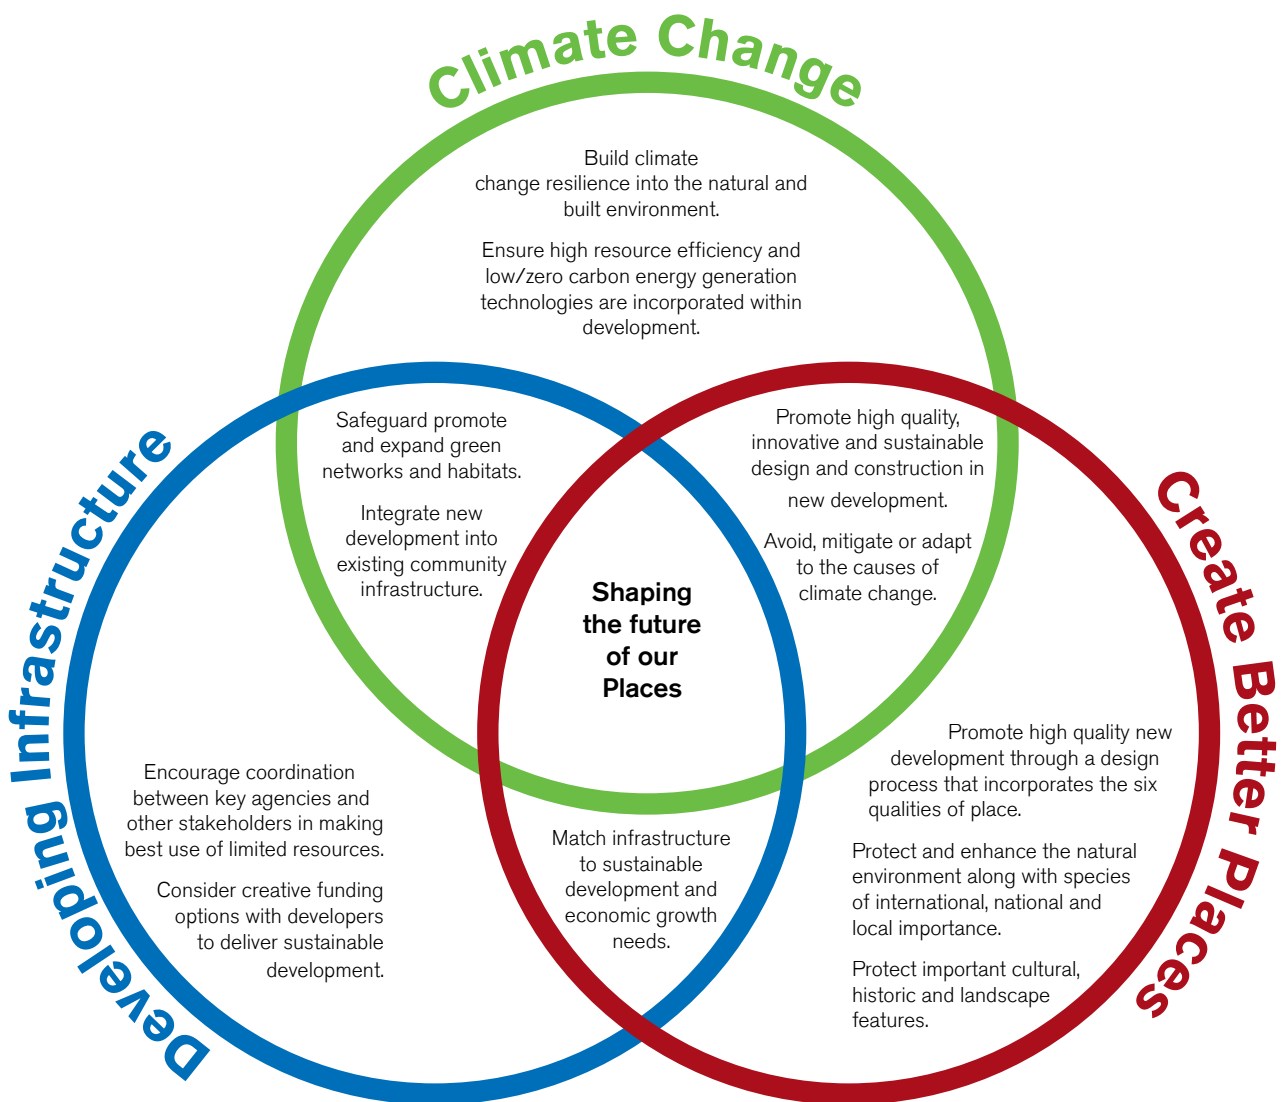 Climate Change
Build climate
change resilience into the natural and
built environment.
Ensure high resource efficiency and
low/zero carbon energy generation
technologies are incorporated within
development.
Safeguard promote
and expand green
networks and habitats.
Integrate new
development into
existing community
infrastructure.
Promote high quality,
innovative and sustainable
design and construction in
new development.
Avoid, mitigate or adapt
to the causes of
climate change.
Shaping
the future
of our
Places
Developing Infrastructure
Encourage coordination
between key agencies and
other stakeholders in making
best use of limited resources.
Consider creative funding
options with developers
to deliver sustainable
development.
Match infrastructure
to sustainable
development and
economic growth
needs.
Create Better Places
Promote high quality new
development through a design
process that incorporates the six
qualities of place.
Protect and enhance the natural
environment along with species
of international, national and
local importance.
Protect important cultural,
historic and landscape
features.